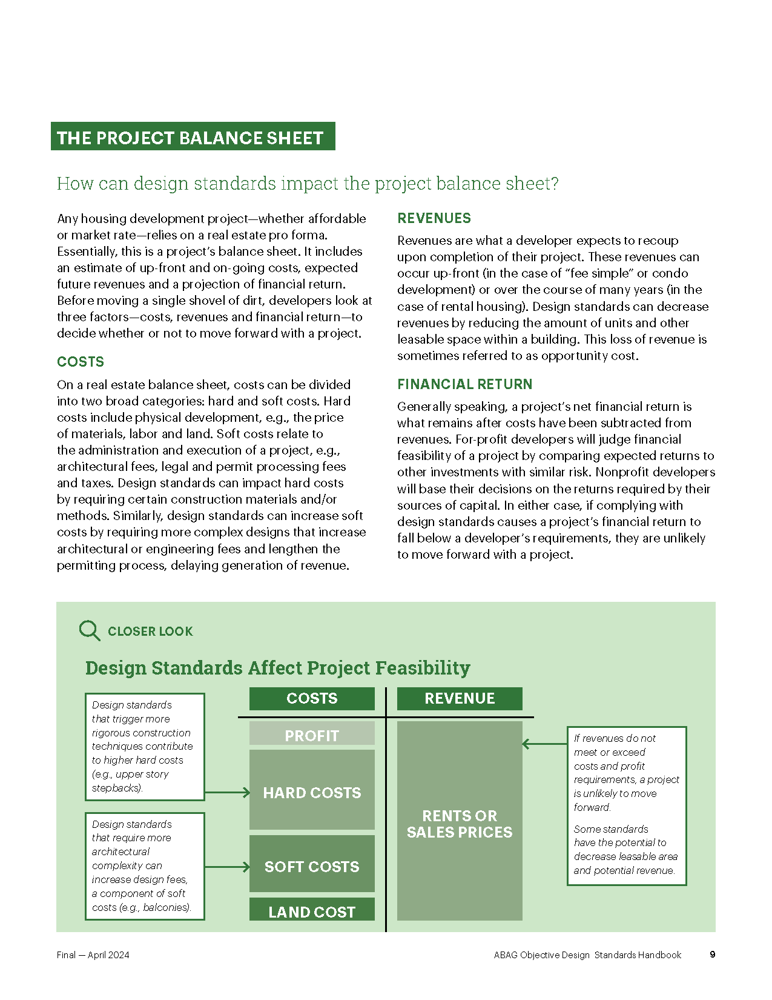 THE PROJECT BALANCE SHEET
How can design standards impact the project balance sheet?
Any housing development project—whether affordable
or market rate—relies on a real estate pro forma.
Essentially, this is a project’s balance sheet. It includes
an estimate of up-front and on-going costs, expected
future revenues and a projection of financial return.
Before moving a single shovel of dirt, developers look at
three factors—costs, revenues and financial return—to
decide whether or not to move forward with a project.
COSTS
On a real estate balance sheet, costs can be divided
into two broad categories: hard and soft costs. Hard
costs include physical development, e.g., the price
of materials, labor and land. Soft costs relate to
the administration and execution of a project, e.g.,
architectural fees, legal and permit processing fees
and taxes. Design standards can impact hard costs
by requiring certain construction materials and/or
methods. Similarly, design standards can increase soft
costs by requiring more complex designs that increase
architectural or engineering fees and lengthen the
permitting process, delaying generation of revenue.
REVENUES
Revenues are what a developer expects to recoup
upon completion of their project. These revenues can
occur up-front (in the case of “fee simple” or condo
development) or over the course of many years (in the
case of rental housing). Design standards can decrease
revenues by reducing the amount of units and other
leasable space within a building. This loss of revenue is
sometimes referred to as opportunity cost.
FINANCIAL RETURN
Generally speaking, a project’s net financial return is
what remains after costs have been subtracted from
revenues. For-profit developers will judge financial
feasibility of a project by comparing expected returns to
other investments with similar risk. Nonprofit developers
will base their decisions on the returns required by their
sources of capital. In either case, if complying with
design standards causes a project’s financial return to
fall below a developer’s requirements, they are unlikely
to move forward with a project.
CLOSER LOOK
Design Standards Affect Project Feasibility
Design standards
that trigger more
rigorous construction
techniques contribute
to higher hard costs
(e.g., upper story
stepbacks).
Design standards
that require more
architectural
complexity can
increase design fees,
a component of soft
costs (e.g., balconies).
COSTS
PROFIT
HARD COSTS
SOFT COSTS
LAND COST
REVENUE
RENTS OR
SALES PRICES
If revenues do not
meet or exceed
costs and profit
requirements, a project
is unlikely to move
forward.
Some standards
have the potential to
decrease leasable area
and potential revenue.
Final — April 2024
ABAG Objective Design Standards Handbook 9